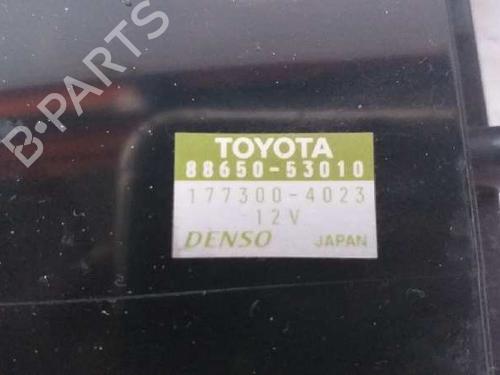 B-PARTS
TOYOTA
88650-53010
177300-4023
12V
DENSO JAPAN